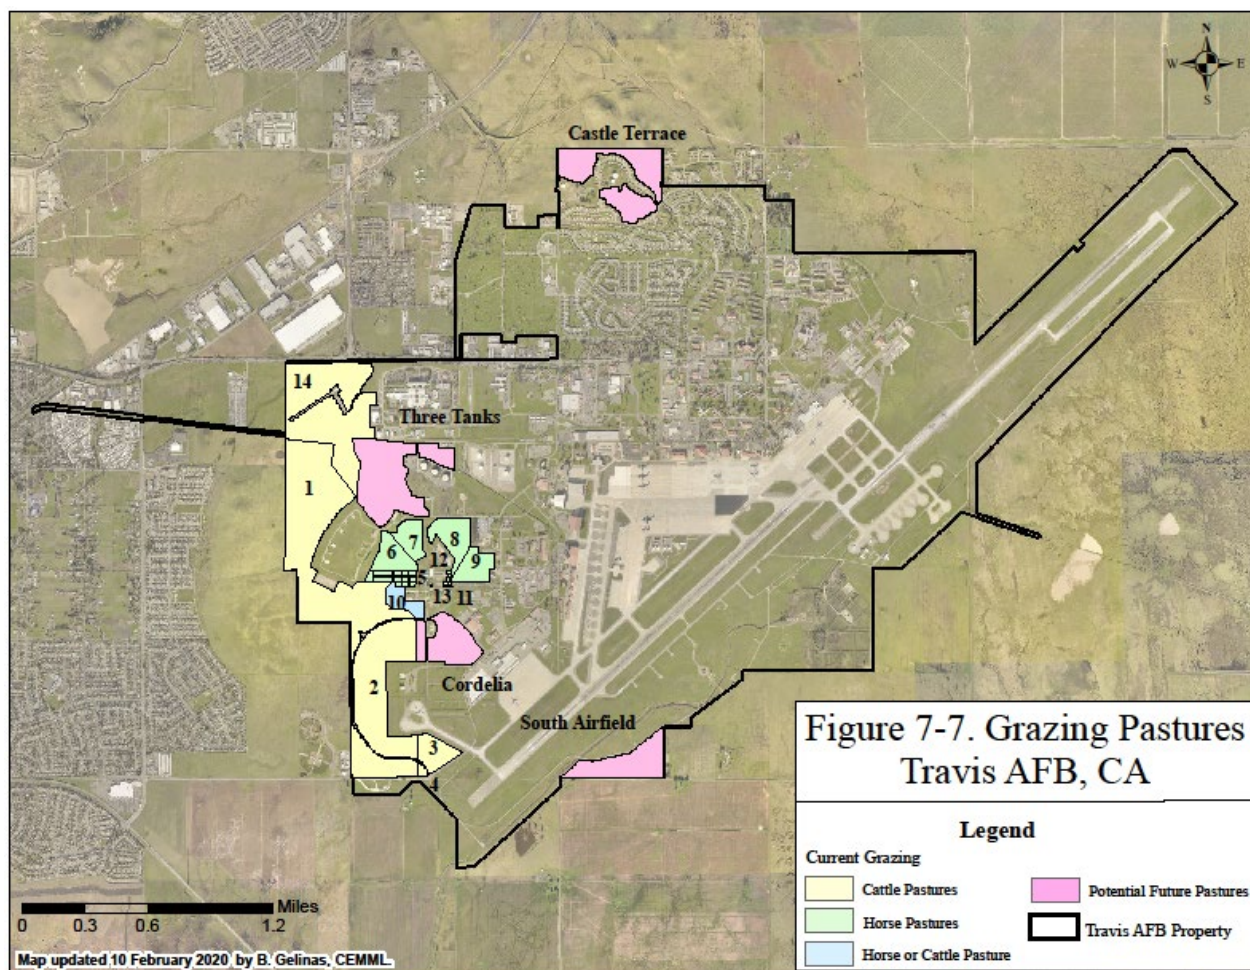 N
W E
S
Castle Terrace
14
Three Tanks
1
7
8
6
12
9
5
10
13 11
2
Cordelia
South Airfield
3
4
Figure 7-7. Grazing Pastures
Travis AFB, CA
Legend
Current Grazing
Cattle Pastures
Potential Future Pastures
Horse Pastures
Travis AFB Property
Horse or Cattle Pasture
Miles
0 0.3 0.6 1.2
Map updated 10 February 2020 by B. Gelinas, CEMML.